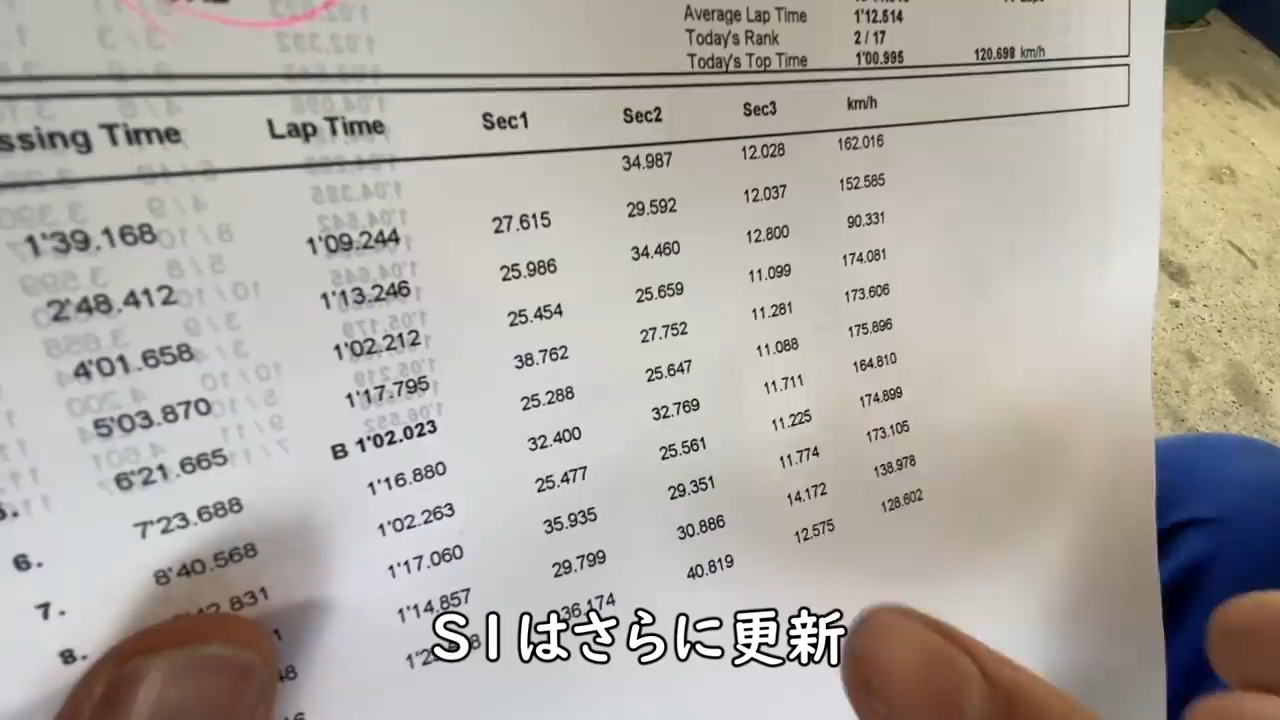 Average Lap Time 1'12.514
Today's Rank 2 / 17
Today's Top Time 1'00.995 120.698 km/h
ssing Time Lap Time Sec1 Sec2 Sec3 km/h
1'39.168 34.987 12.028 162.016
2'48.412 1'09.244 27.615 29.592 12.037 152.585
4'01.658 1'13.246 25.986 34.460 12.800 90.331
5'03.870 1'02.212 25.454 25.659 11.099 174.081
6'21.665 1'17.795 38.762 27.752 11.281 173.606
6. 7'23.688 B 1'02.023 25.288 25.647 11.088 175.896
7. 8'40.568 1'16.880 32.400 32.769 11.711 164.810
8. 1'02.263 25.477 25.561 11.225 174.899
1'17.060 35.935 29.351 11.774 173.105
1'14.857 29.799 30.886 14.172 138.978
36.174 40.819 12.575 128.602
S1はさらに更新